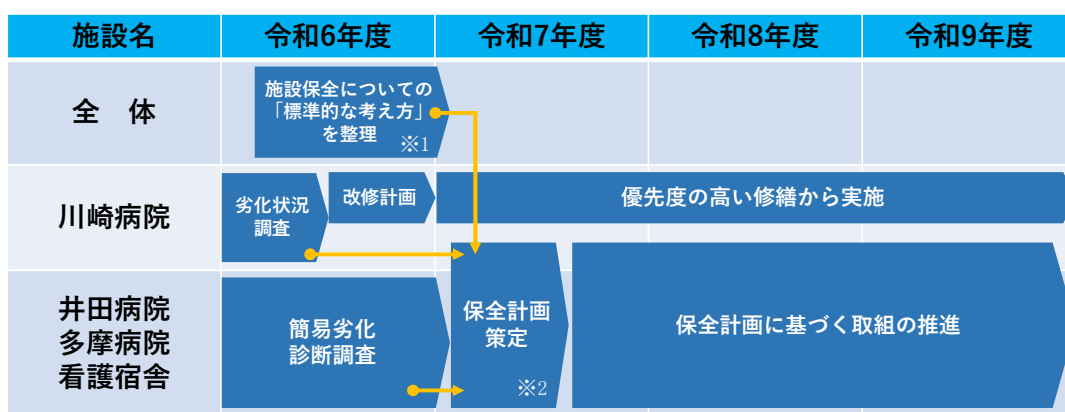 施設名 令和6年度 令和7年度 令和8年度 令和9年度
全　体
施設保全についての
「標準的な考え方」
を整理 ※1
川崎病院
劣化状況
調査
改修計画
優先度の高い修繕から実施
井田病院
多摩病院
看護宿舎
簡易劣化
診断調査
保全計画
策定
※2
保全計画に基づく取組の推進